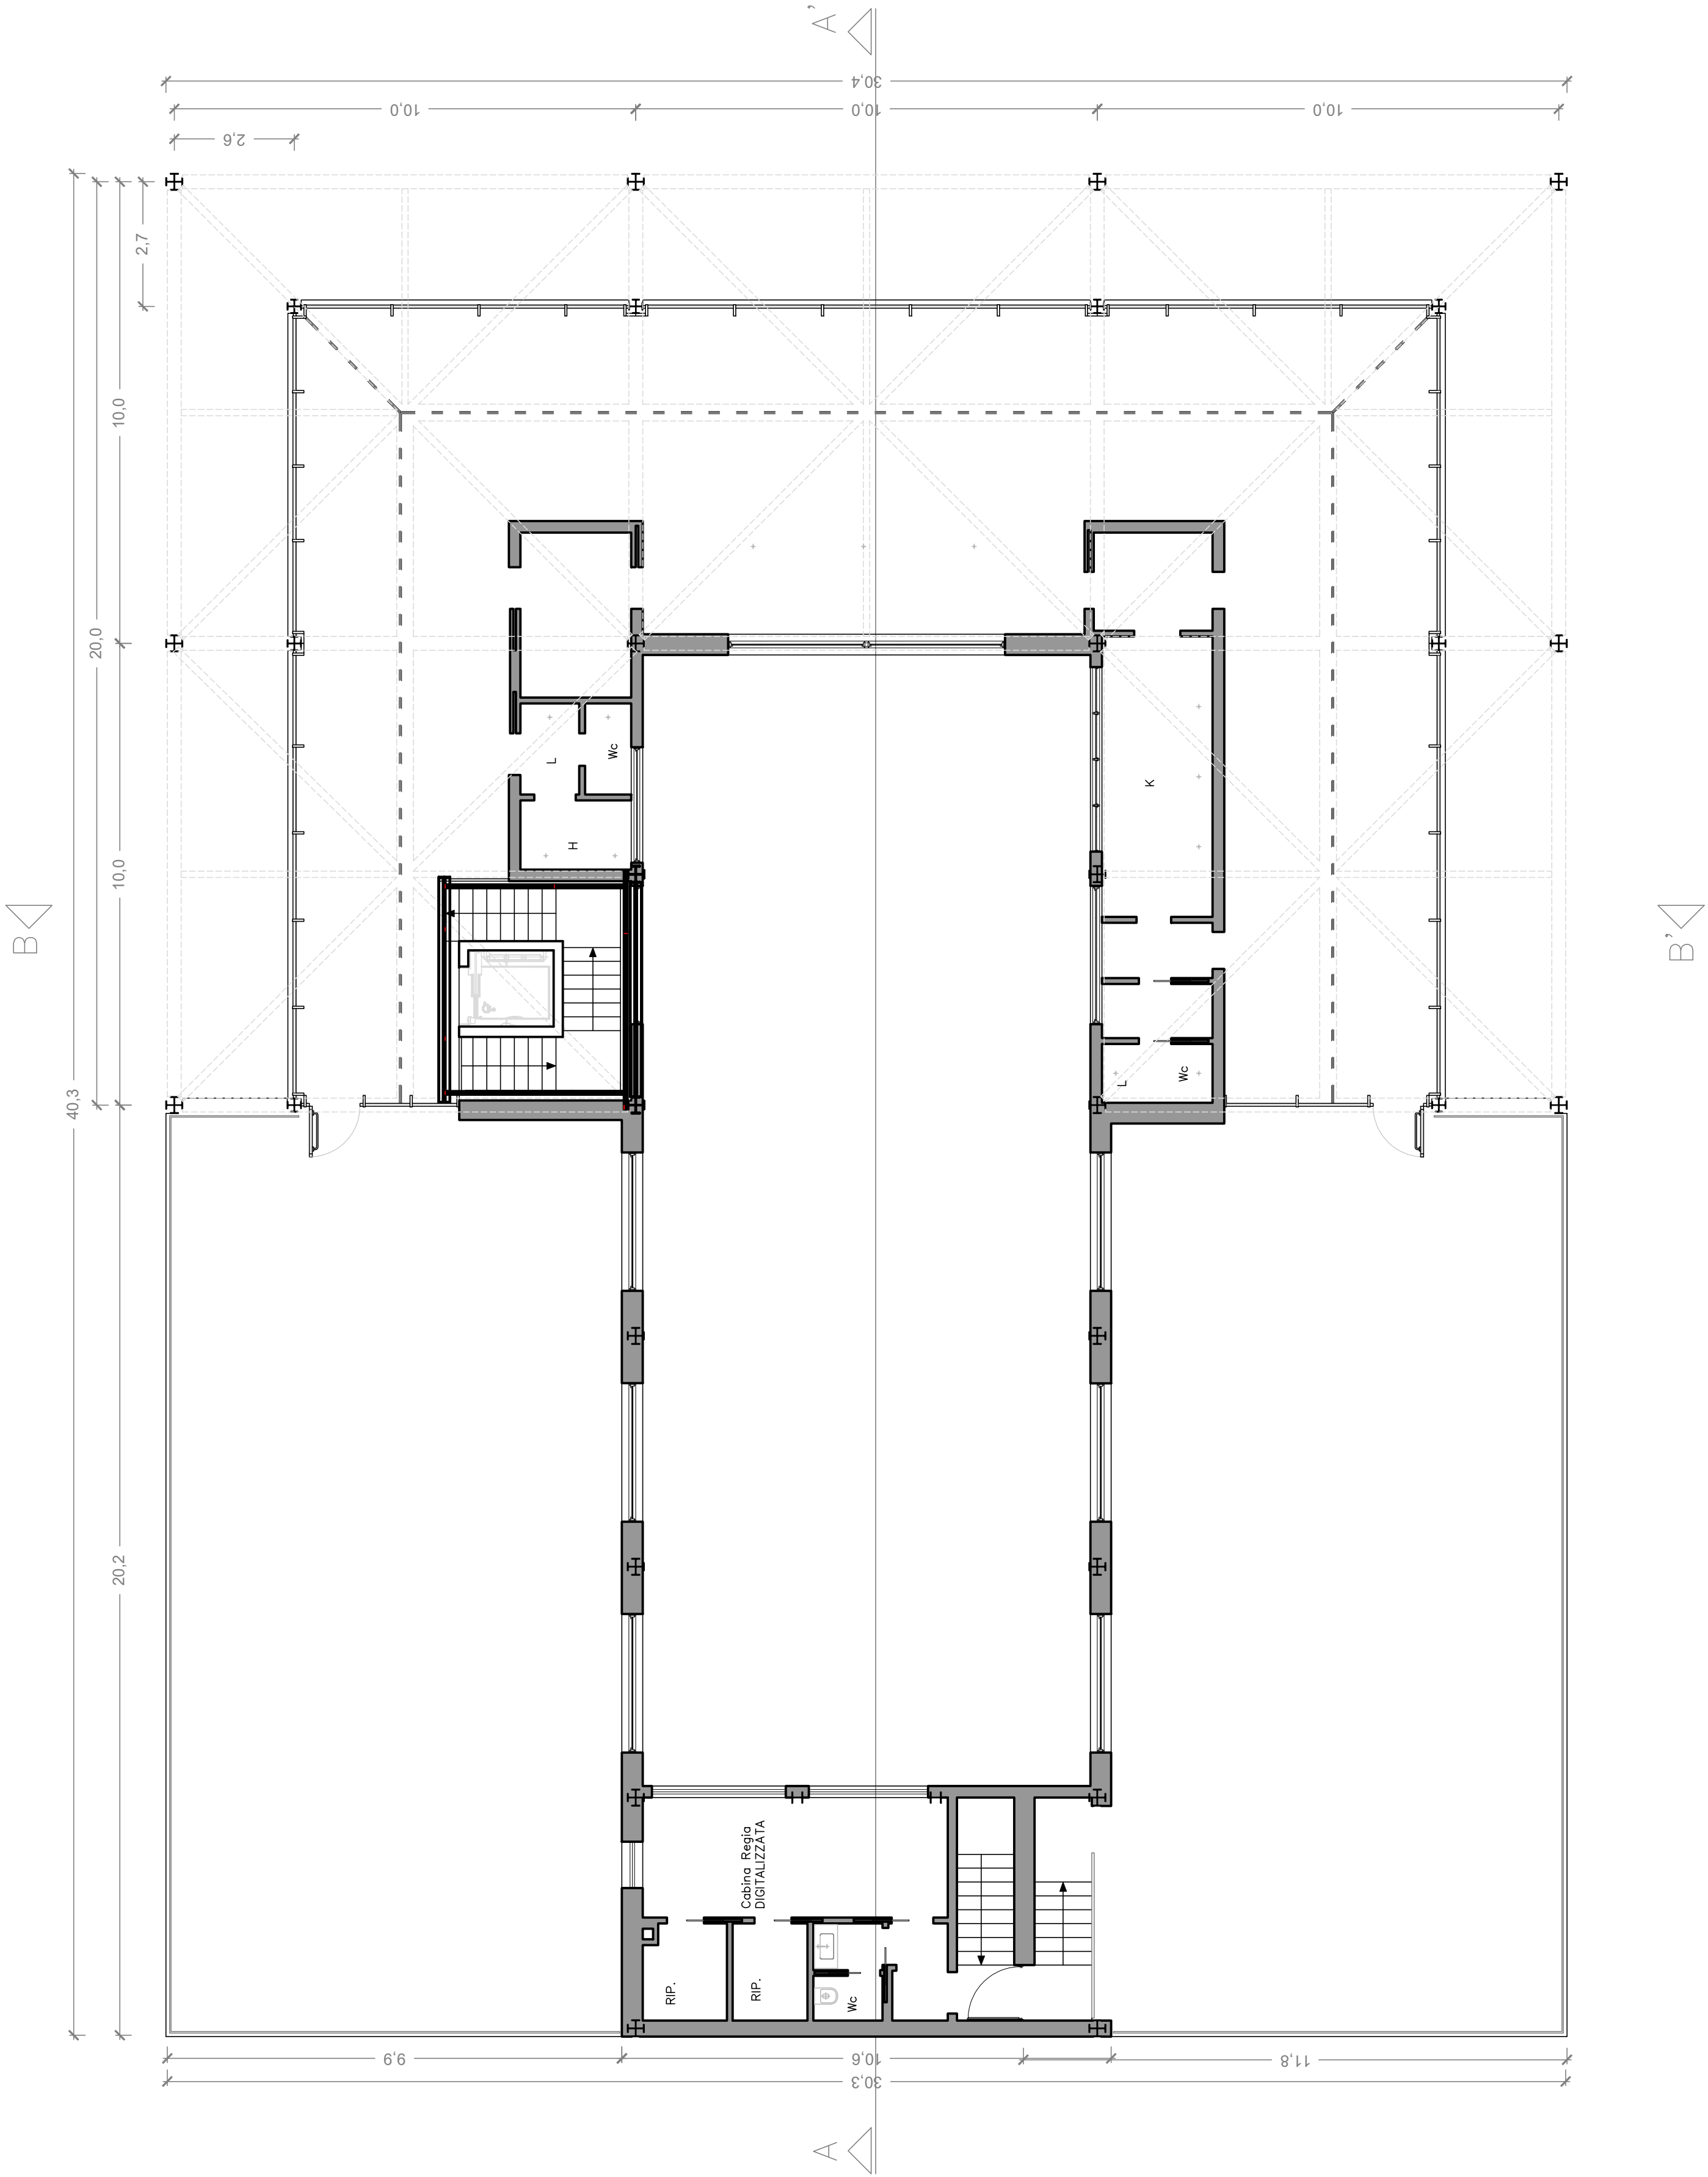 A'
30,4
10,0
10,0
10,0
2,6
2,7
10,0
20,0
10,0
40,3
20,2
B
B'
L
Wc
H
K
L
Wc
Cabina Regia
DIGITALIZZATA
RIP.
RIP.
Wc
9,9
10,6
11,8
30,3
A